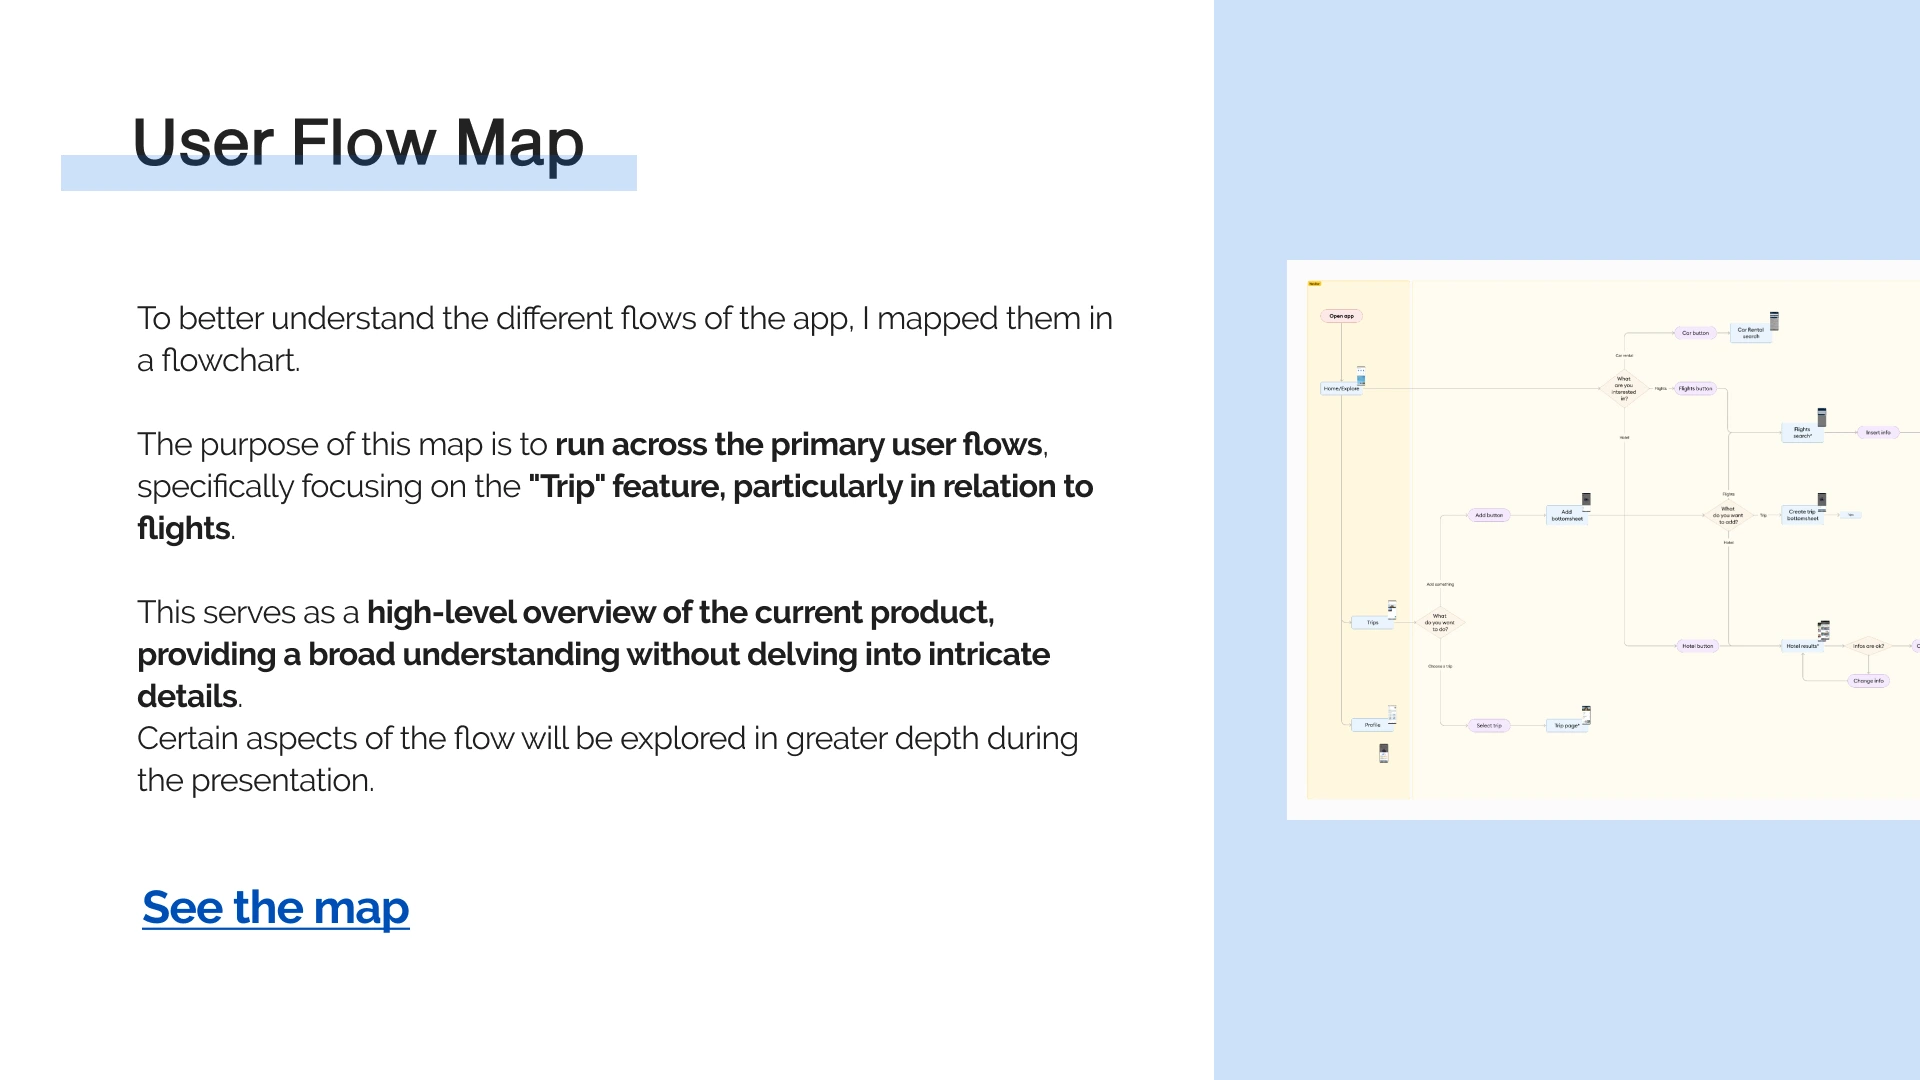 User Flow Map
To better understand the different flows of the app, I mapped them in
a flowchart.
The purpose of this map is to run across the primary user flows,
specifically focusing on the "Trip" feature, particularly in relation to
flights.
This serves as a high-level overview of the current product,
providing a broad understanding without delving into intricate
details.
Certain aspects of the flow will be explored in greater depth during
the presentation.
See the map
Open app
Home/Explore
Trips
Profile
What
do you want
to do?
Add something
Choose a trip
Add button
Add
bottomsheet
Select trip
Trip page*
What
are you
interested
in?
Car rental
Flights
Hotel
Car button
Car Rental
search
Flights button
Flights
search*
Insert info
Flights
What
do you want
to add?
Trip
Hotel
Create trip
bottomsheet
Hotel button
Hotel results*
Infos are ok?
Change info